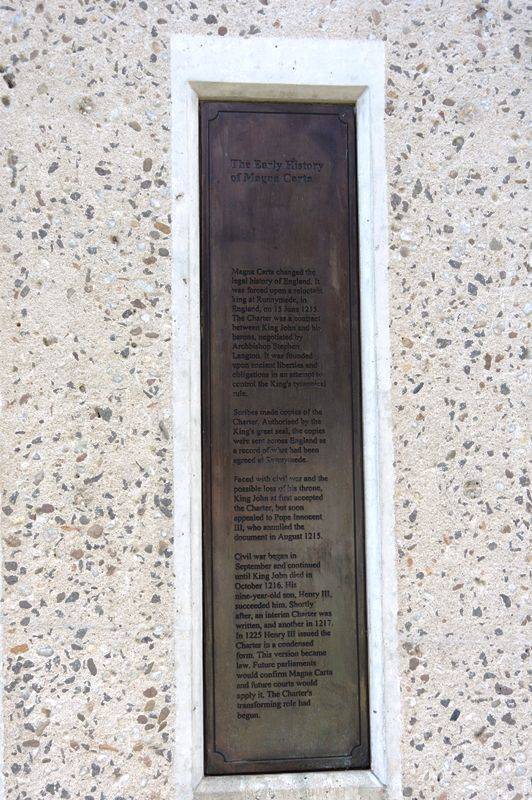 The Early History
of Magna Carta
Magna Carta changed the
legal history of England. It
was forced upon a reluctant
king at Runnymede, in
England, on 15 June 1215.
The Charter was a contract
between King John and his
barons, negotiated by
Archbishop Stephen
Langton. It was founded
upon ancient liberties and
obligations in an attempt to
control the King's tyrannical
rule.
Scribes made copies of the
Charter. Authorised by the
King's great seal, the copies
were sent across England as
a record of what had been
agreed at Runnymede.
Faced with civil war and the
possible loss of his throne,
King John at first accepted
the Charter, but soon
appealed to Pope Innocent
III, who annulled the
document in August 1215.
Civil war began in
September and continued
until King John died in
October 1216. His
nine-year-old son, Henry III,
succeeded him. Shortly
after, an interim Charter was
written, and another in 1217.
In 1225 Henry III issued the
Charter in a condensed
form. This version became
law. Future parliaments
would confirm Magna Carta
and future courts would
apply it. The Charter's
transforming role had
begun.